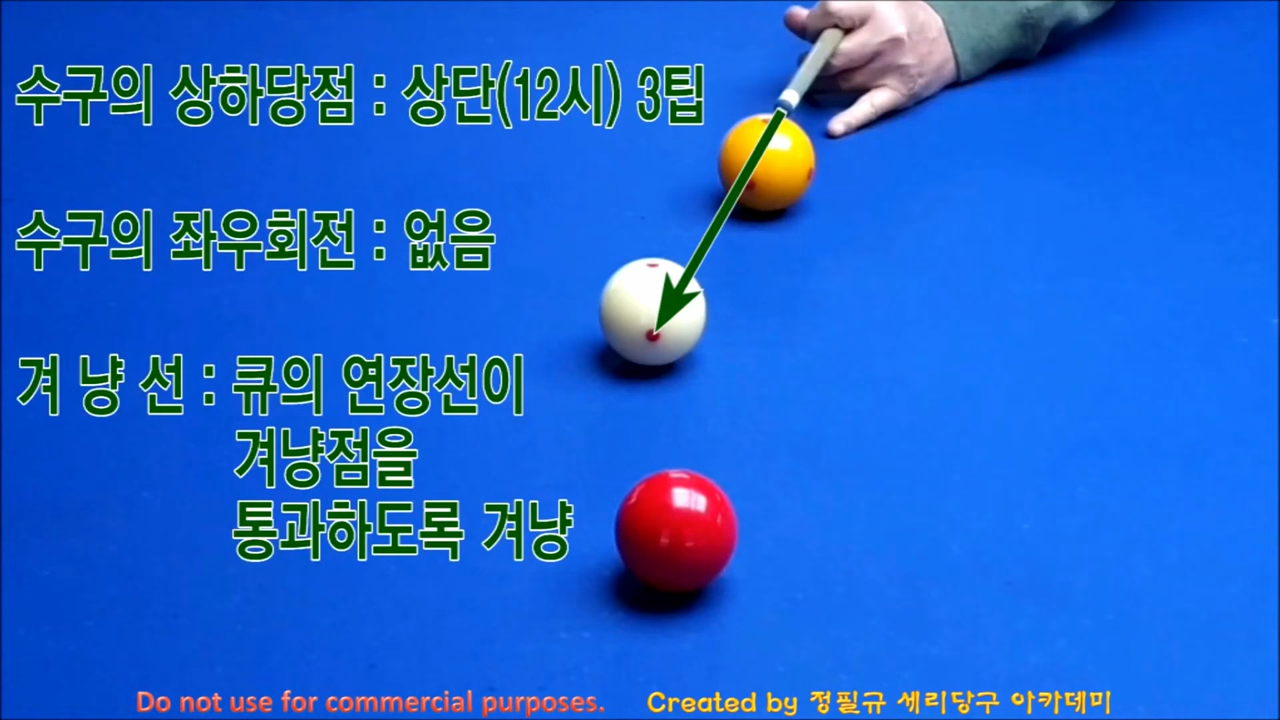 수구의 상하당점 : 상단(12시) 3팁
수구의 좌우회전 : 없음
겨 냥 선 : 큐의 연장선이
겨냥점을
통과하도록 겨냥
Do not use for commercial purposes. Created by 정필규 세리당구 아카데미